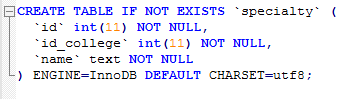 CREATE TABLE IF NOT EXISTS `specialty` (
`id` int(11) NOT NULL,
`id_college` int(11) NOT NULL,
`name` text NOT NULL
) ENGINE=InnoDB DEFAULT CHARSET=utf8;